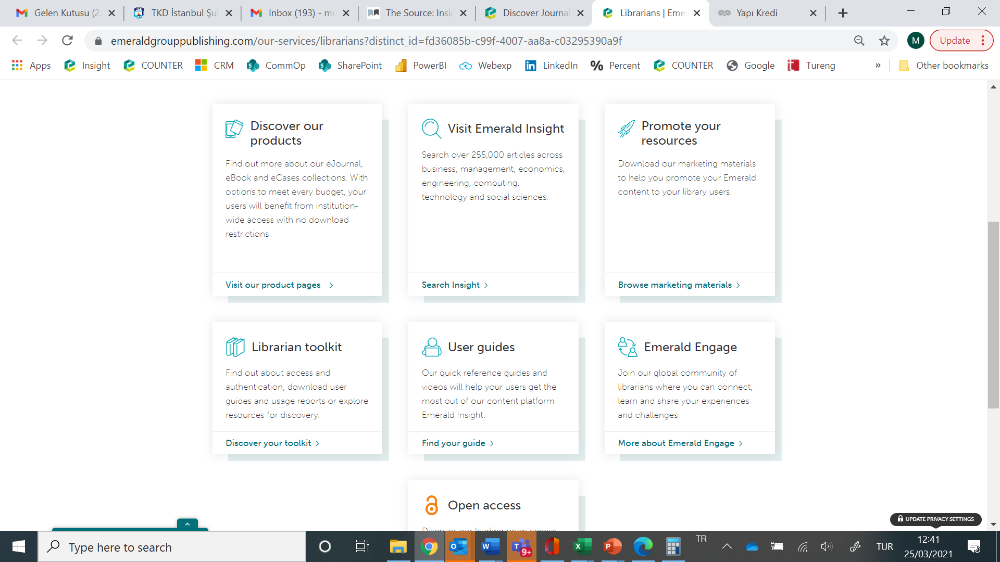 Gelen Kutusu (2
TKD İstanbul Şul
Inbox (193) - mu
The Source: Insig
Discover Journal
Librarians | Eme
Yapı Kredi
emeraldgrouppublishing.com/our-services/librarians?distinct_id=fd36085b-c99f-4007-aa8a-c03295390a9f
M
Update
Apps
Insight
COUNTER
CRM
CommOp
SharePoint
PowerBI
Webexp
LinkedIn
Percent
COUNTER
Google
Tureng
»
Other bookmarks
Discover our
products
Find out more about our eJournal,
eBook and eCases collections. With
options to meet every budget, your
users will benefit from institution-
wide access with no download
restrictions.
Visit our product pages
Visit Emerald Insight
Search over 255,000 articles across
business, management, economics,
engineering, computing,
technology and social sciences.
Search Insight
Promote your
resources
Download our marketing materials
to help you promote your Emerald
content to your library users.
Browse marketing materials
Librarian toolkit
Find out about access and
authentication, download user
guides and usage reports or explore
resources for discovery.
Discover your toolkit
User guides
Our quick reference guides and
videos will help your users get the
most out of our content platform
Emerald Insight.
Find your guide
Emerald Engage
Join our global community of
librarians where you can connect,
learn and share your experiences
and challenges.
More about Emerald Engage
Open access
Discover our leading open access
UPDATE PRIVACY SETTINGS
Type here to search
9+
TR
TUR
12:41
25/03/2021